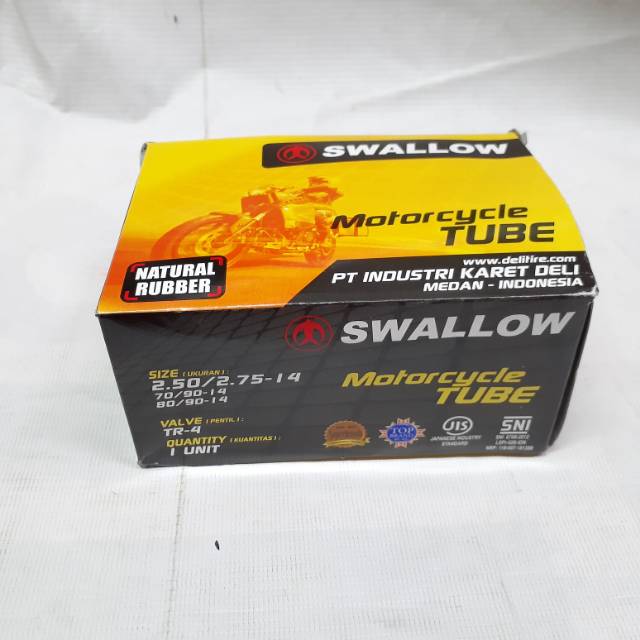 SWALLOW
Motorcycle
TUBE
www.delitire.com
PT INDUSTRI KARET DELI
MEDAN - INDONESIA
NATURAL
RUBBER
SWALLOW
Motorcycle
TUBE
SIZE [UKURAN] :
2.50/2.75-14
70/90-14
80/90-14
VALVE [PENTIL] :
TR-4
QUANTITY [KUANTITAS] :
1 UNIT
TOP
BRAND
JIS
JAPANESE INDUSTRY
STANDARD
SNI